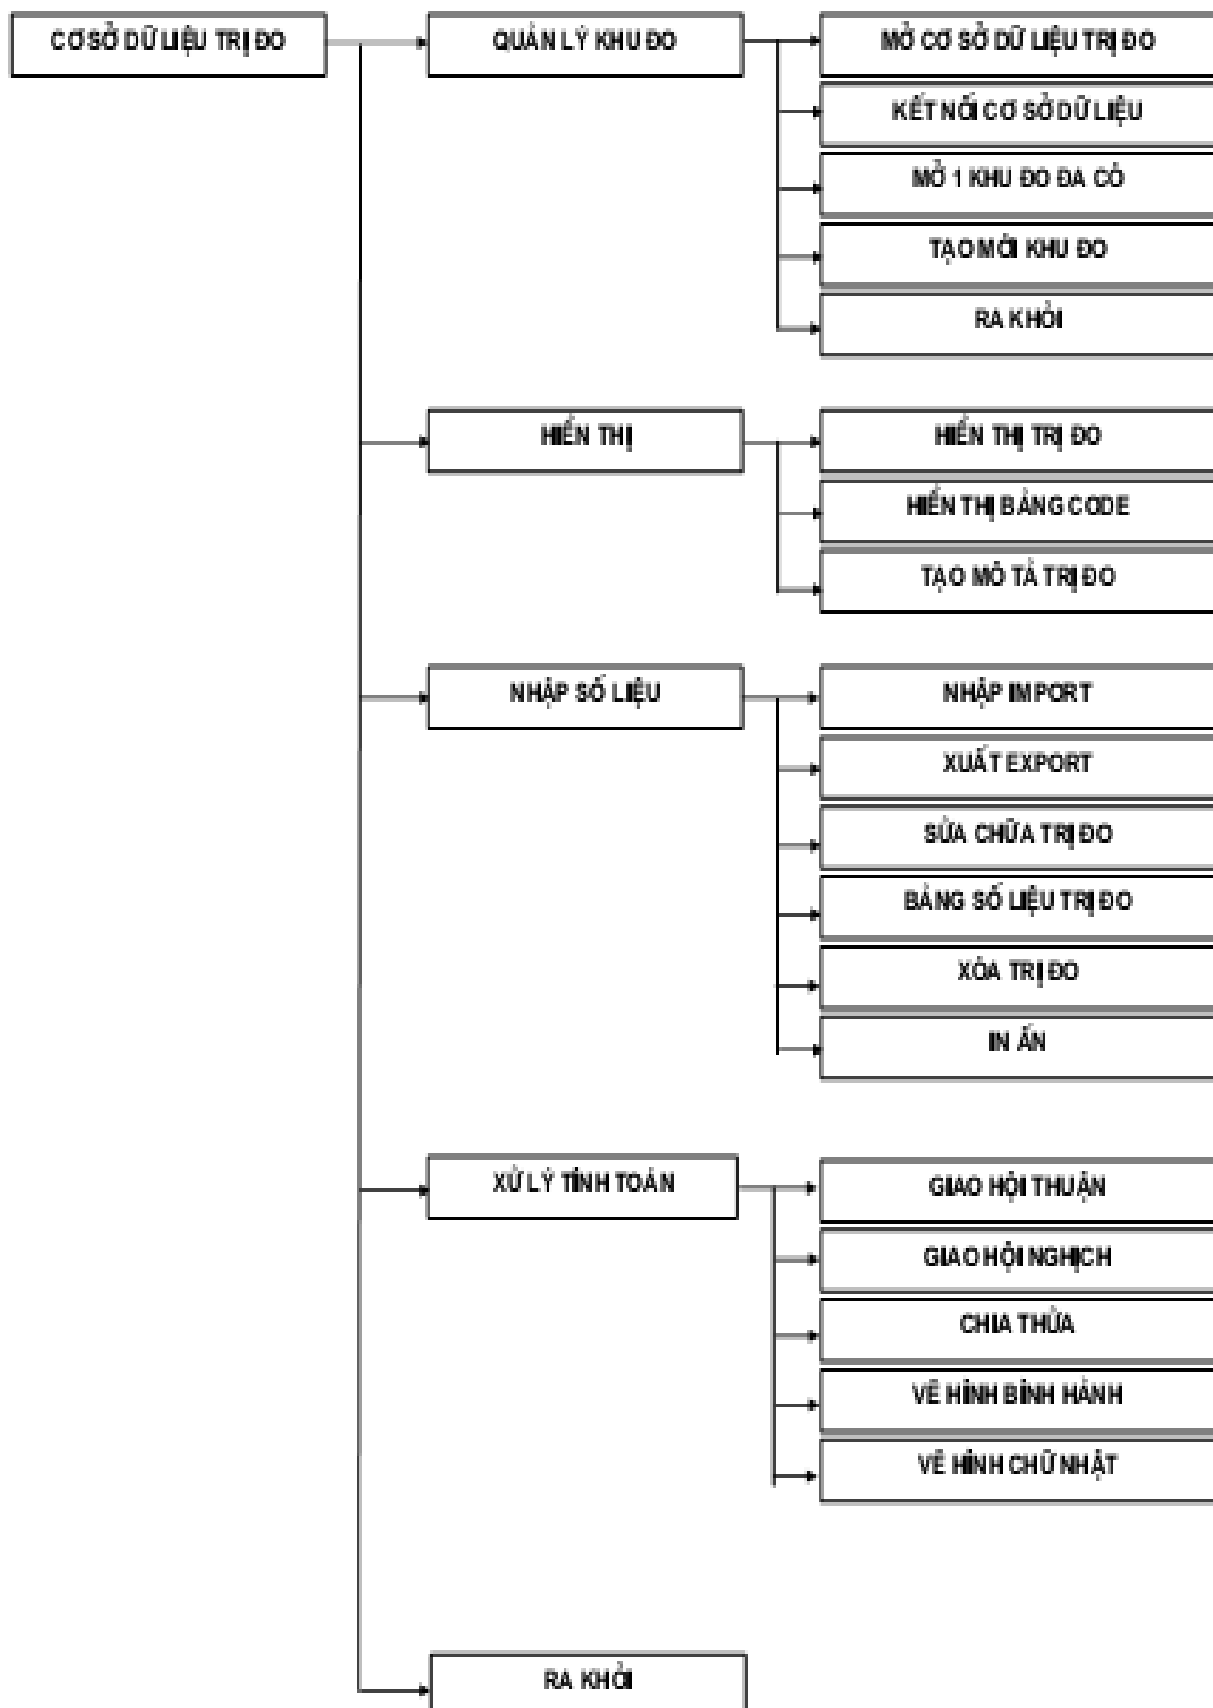 CƠ SỞ DỮ LIỆU TRỊ ĐO
QUẢN LÝ KHU ĐO
MỞ CƠ SỞ DỮ LIỆU TRỊ ĐO
KẾT NỐI CƠ SỞ DỮ LIỆU
MỞ 1 KHU ĐO ĐA CÓ
TẠO MỚI KHU ĐO
RA KHỎI
HIỂN THỊ
HIỂN THỊ TRỊ ĐO
HIỂN THỊ BẢNG CODE
TẠO MÔ TẢ TRỊ ĐO
NHẬP SỐ LIỆU
NHẬP IMPORT
XUẤT EXPORT
SỬA CHỮA TRỊ ĐO
BẢNG SỐ LIỆU TRỊ ĐO
XÓA TRỊ ĐO
IN ẤN
XỬ LÝ TÍNH TOÁN
GIAO HỘI THUẬN
GIAO HỘI NGHỊCH
CHIA THỬA
VẼ HÌNH BÌNH HÀNH
VẼ HÌNH CHỮ NHẬT
RA KHỎI